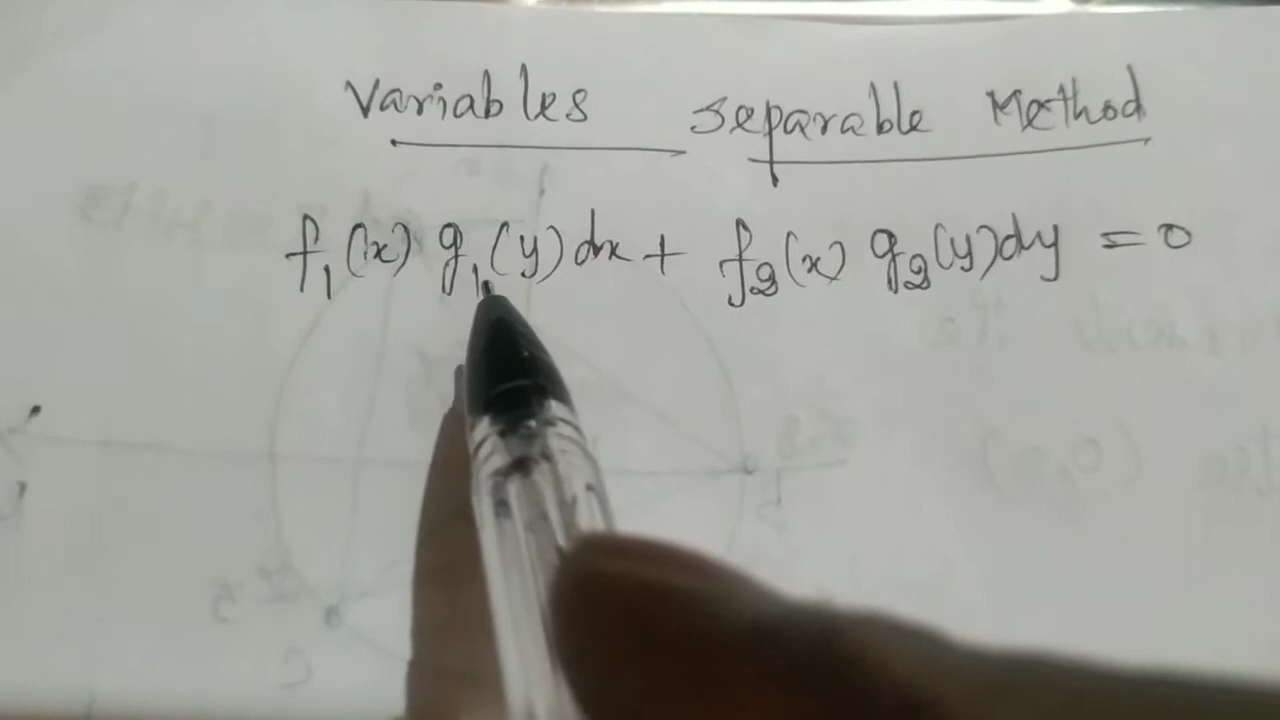 Variables separable Method
f₁(x) g₁(y)dx + f₂(x) g₂(y)dy = 0